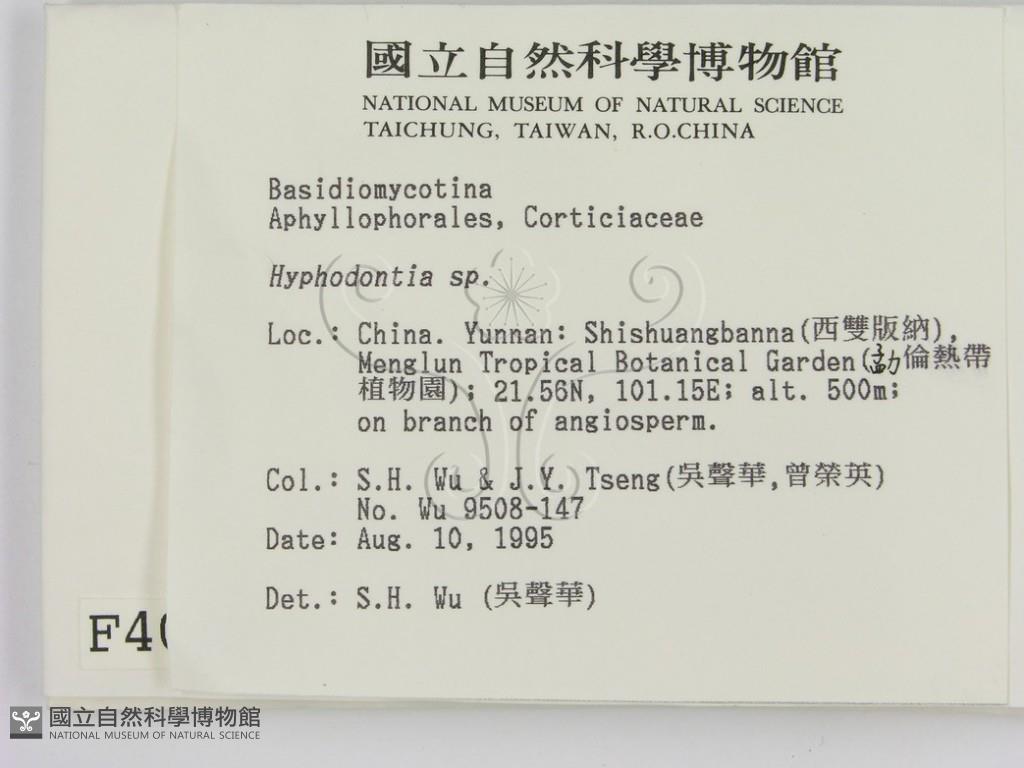 國立自然科學博物館
NATIONAL MUSEUM OF NATURAL SCIENCE
TAICHUNG, TAIWAN, R.O.CHINA
Basidiomycotina
Aphyllophorales, Corticiaceae
Hyphodontia sp.
Loc.: China. Yunnan: Shishuangbanna(西雙版納),
Menglun Tropical Botanical Garden(勐倫熱帶
植物園); 21.56N, 101.15E; alt. 500m;
on branch of angiosperm.
Col.: S.H. Wu & J.Y. Tseng(吳聲華,曾榮英)
No. Wu 9508-147
Date: Aug. 10, 1995
Det.: S.H. Wu (吳聲華)
F40
國立自然科學博物館
NATIONAL MUSEUM OF NATURAL SCIENCE